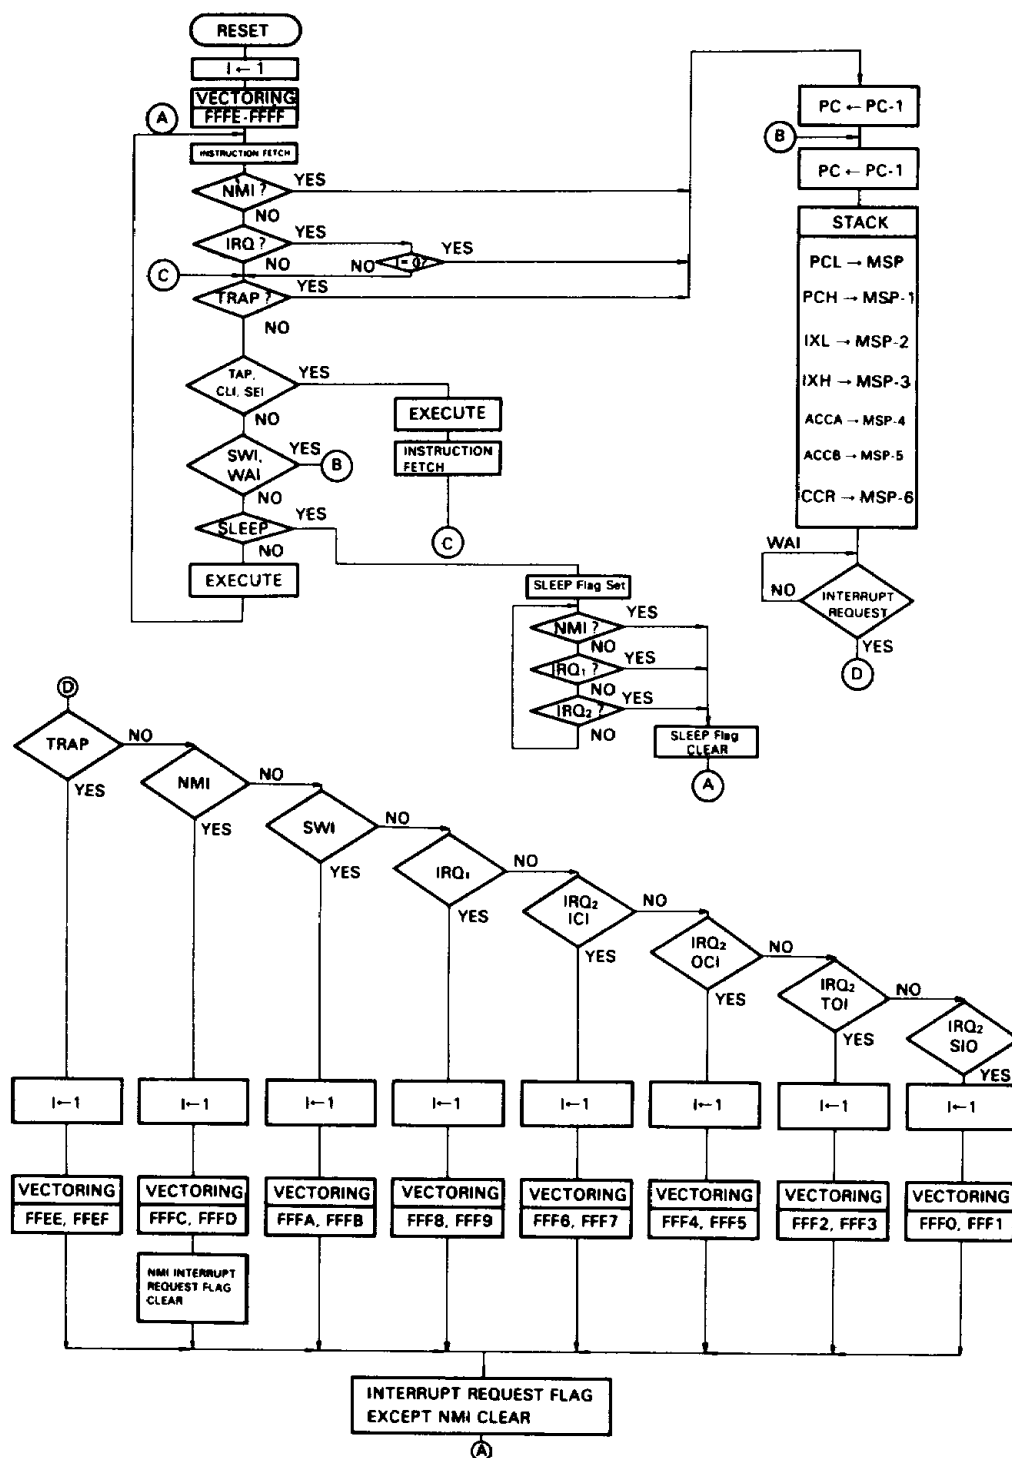 RESET
I ← 1
VECTORING
FFFE-FFFF
A
INSTRUCTION FETCH
NMI ?
YES
NO
IRQ ?
YES
NO
I = 0?
YES
NO
C
TRAP ?
YES
NO
TAP,
CLI, SEI
YES
NO
EXECUTE
INSTRUCTION
FETCH
C
SWI,
WAI
YES
B
NO
SLEEP
YES
NO
EXECUTE
PC ← PC-1
B
PC ← PC-1
STACK
PCL → MSP
PCH → MSP-1
IXL → MSP-2
IXH → MSP-3
ACCA → MSP-4
ACCB → MSP-5
CCR → MSP-6
WAI
NO
INTERRUPT
REQUEST
YES
D
SLEEP Flag Set
NMI ?
YES
NO
IRQ₁ ?
YES
NO
IRQ₂ ?
YES
NO
SLEEP Flag
CLEAR
A
D
TRAP
NO
YES
NMI
NO
YES
SWI
NO
YES
IRQ₁
NO
YES
IRQ₂
ICI
NO
YES
IRQ₂
OCI
NO
YES
IRQ₂
TOI
NO
YES
IRQ₂
SIO
YES
I←1
I←1
I←1
I←1
I←1
I←1
I←1
I←1
VECTORING
FFEE, FFEF
VECTORING
FFFC, FFFD
VECTORING
FFFA, FFFB
VECTORING
FFF8, FFF9
VECTORING
FFF6, FFF7
VECTORING
FFF4, FFF5
VECTORING
FFF2, FFF3
VECTORING
FFF0, FFF1
NMI INTERRUPT
REQUEST FLAG
CLEAR
INTERRUPT REQUEST FLAG
EXCEPT NMI CLEAR
A